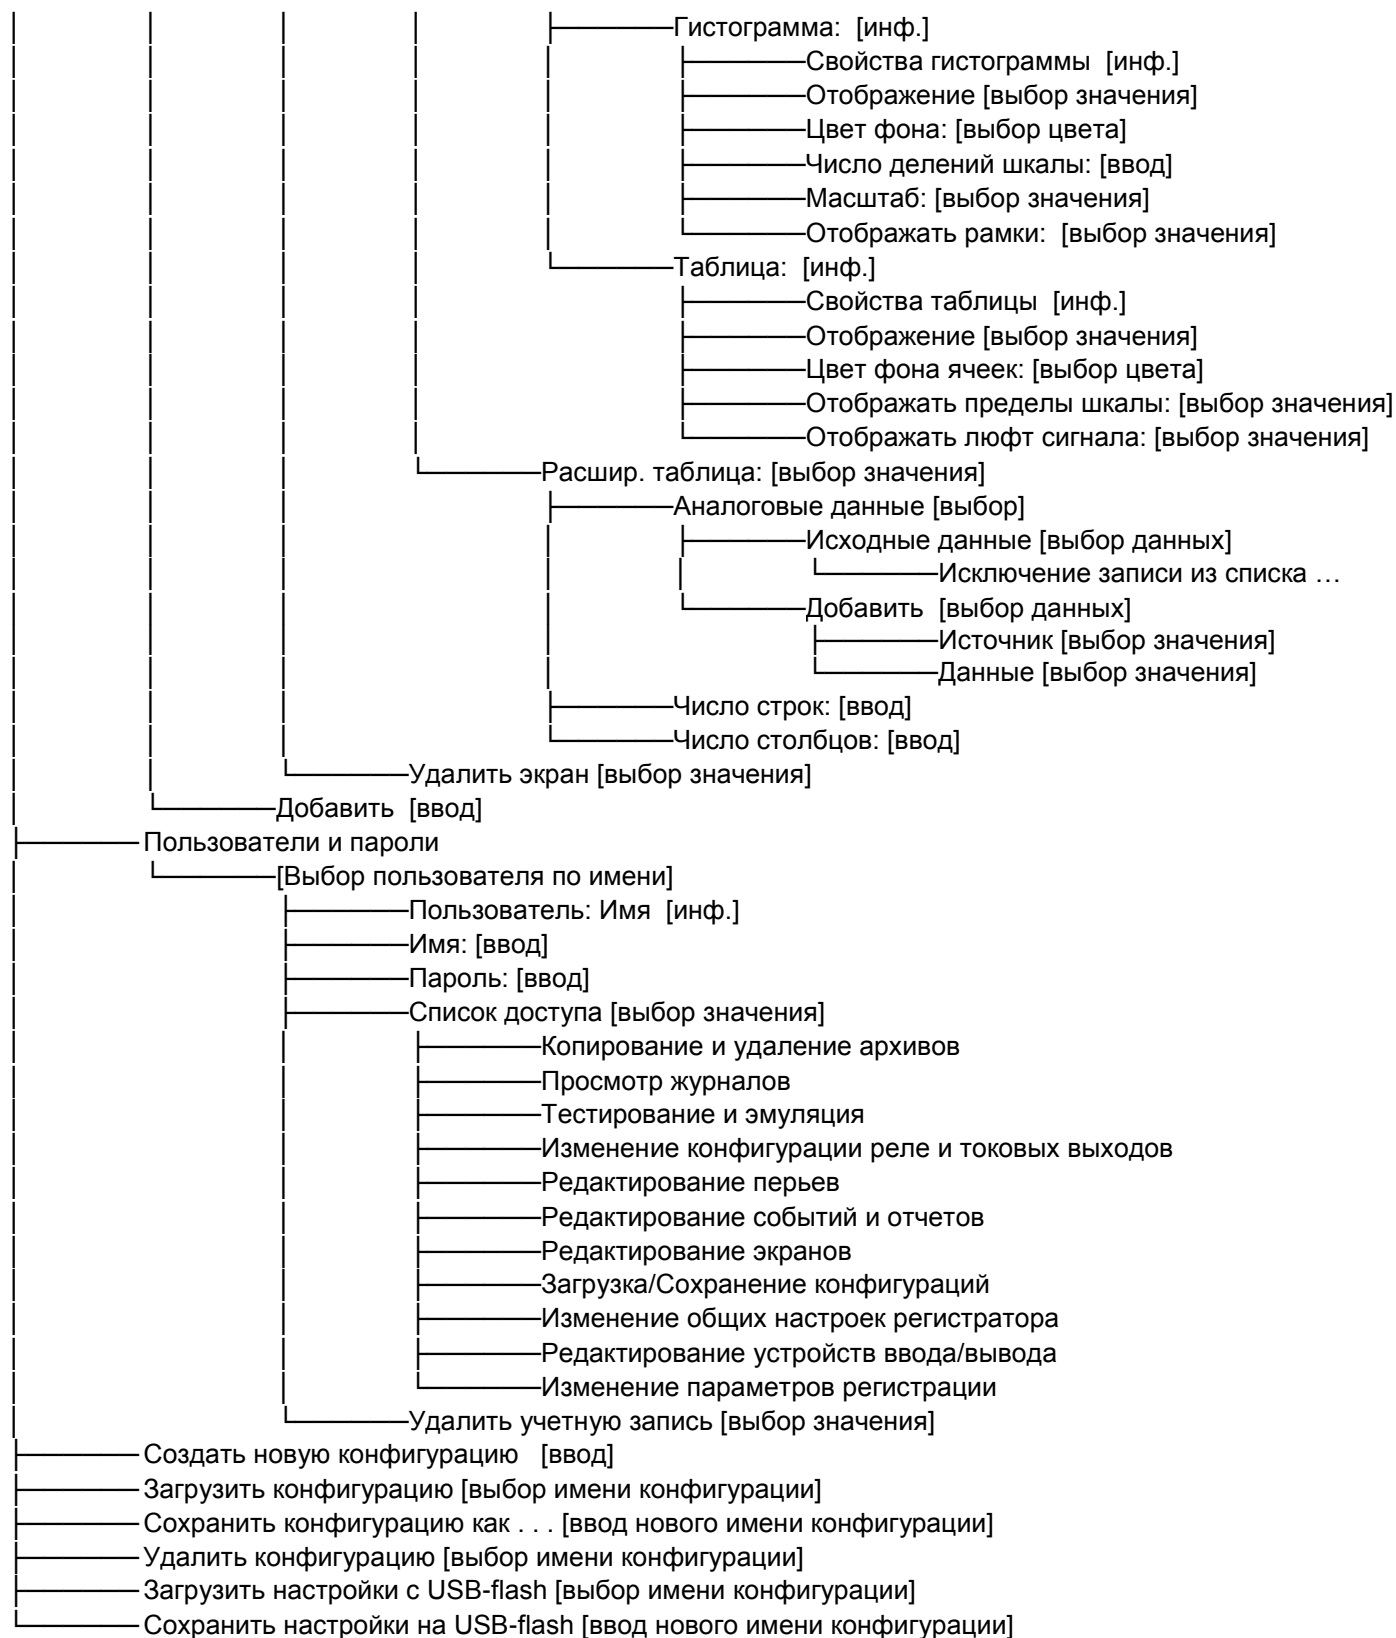 Гистограмма: [инф.]
Свойства гистограммы [инф.]
Отображение [выбор значения]
Цвет фона: [выбор цвета]
Число делений шкалы: [ввод]
Масштаб: [выбор значения]
Отображать рамки: [выбор значения]
Таблица: [инф.]
Свойства таблицы [инф.]
Отображение [выбор значения]
Цвет фона ячеек: [выбор цвета]
Отображать пределы шкалы: [выбор значения]
Отображать люфт сигнала: [выбор значения]
Расшир. таблица: [выбор значения]
Аналоговые данные [выбор]
Исходные данные [выбор данных]
Исключение записи из списка …
Добавить [выбор данных]
Источник [выбор значения]
Данные [выбор значения]
Число строк: [ввод]
Число столбцов: [ввод]
Удалить экран [выбор значения]
Добавить [ввод]
Пользователи и пароли
[Выбор пользователя по имени]
Пользователь: Имя [инф.]
Имя: [ввод]
Пароль: [ввод]
Список доступа [выбор значения]
Копирование и удаление архивов
Просмотр журналов
Тестирование и эмуляция
Изменение конфигурации реле и токовых выходов
Редактирование перьев
Редактирование событий и отчетов
Редактирование экранов
Загрузка/Сохранение конфигураций
Изменение общих настроек регистратора
Редактирование устройств ввода/вывода
Изменение параметров регистрации
Удалить учетную запись [выбор значения]
Создать новую конфигурацию [ввод]
Загрузить конфигурацию [выбор имени конфигурации]
Сохранить конфигурацию как . . . [ввод нового имени конфигурации]
Удалить конфигурацию [выбор имени конфигурации]
Загрузить настройки с USB-flash [выбор имени конфигурации]
Сохранить настройки на USB-flash [ввод нового имени конфигурации]